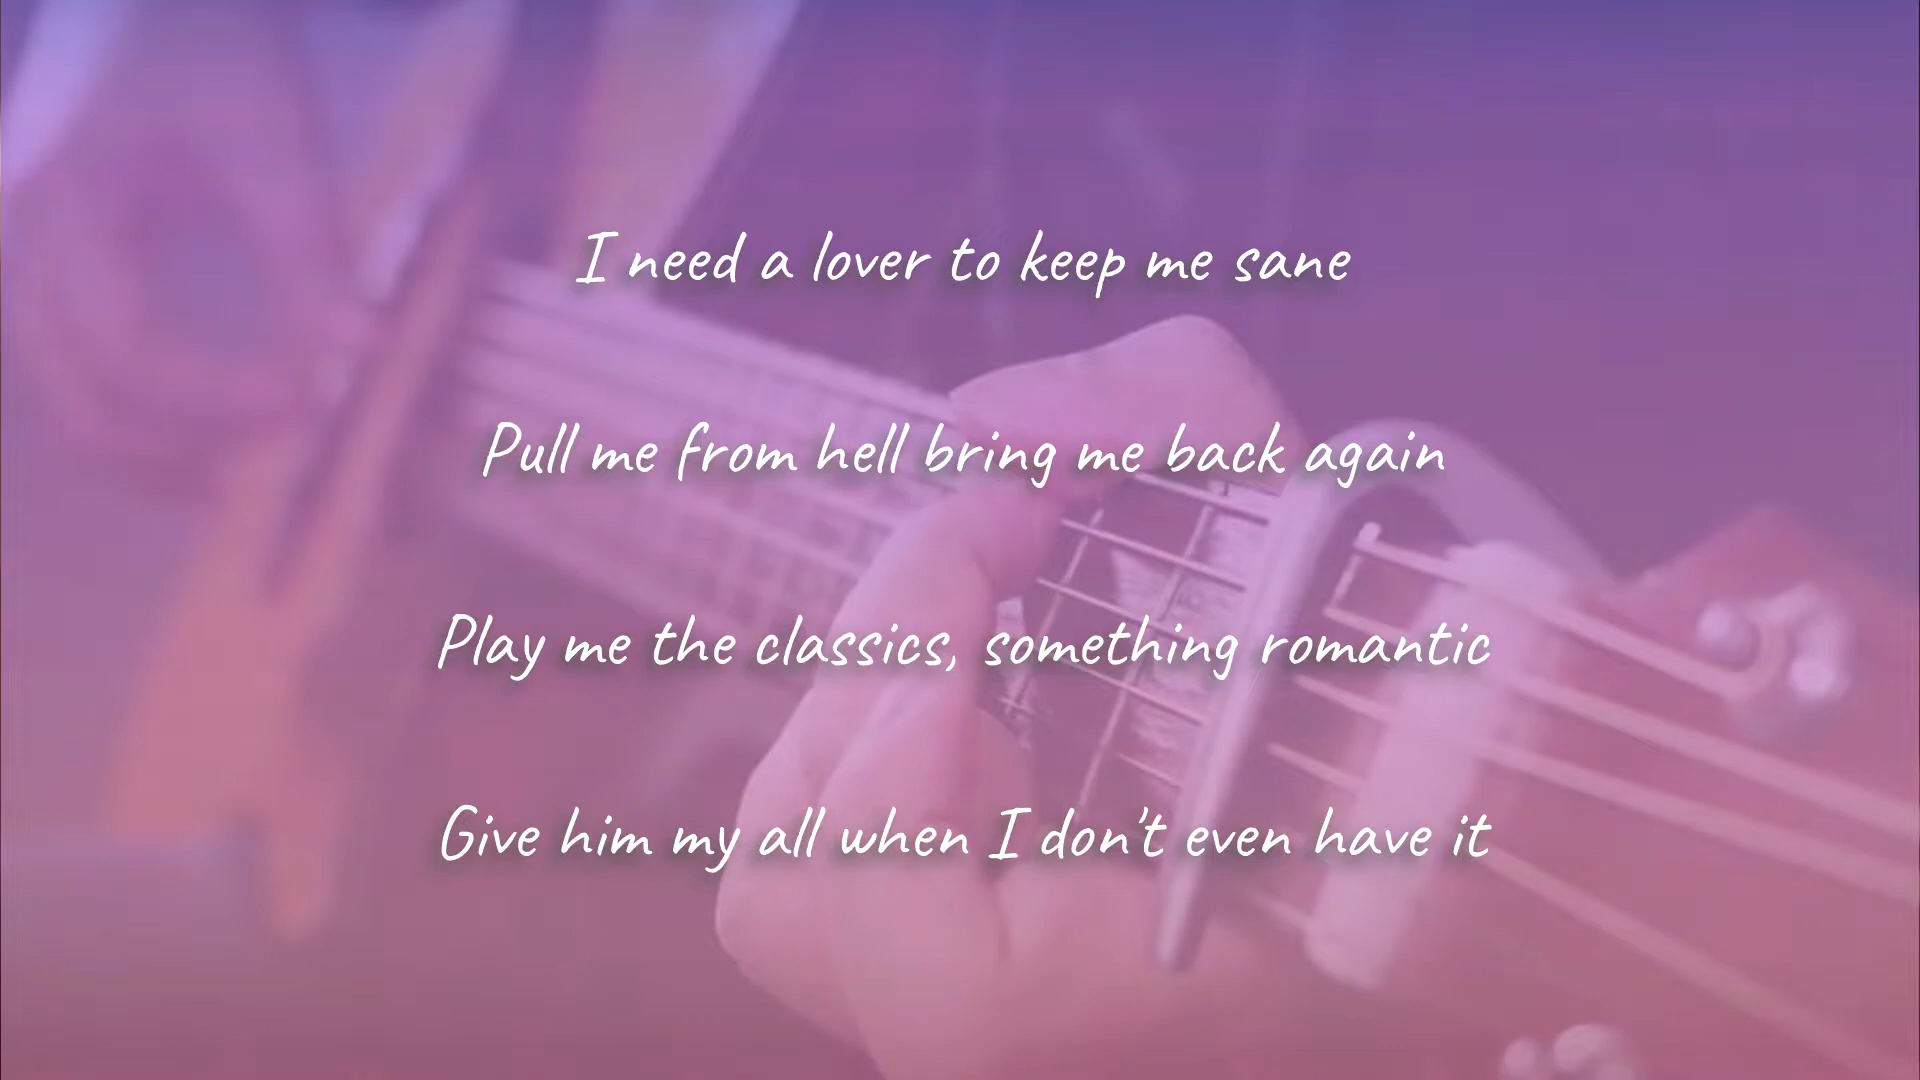 I need a lover to keep me sane
Pull me from hell bring me back again
Play me the classics, something romantic
Give him my all when I don't even have it